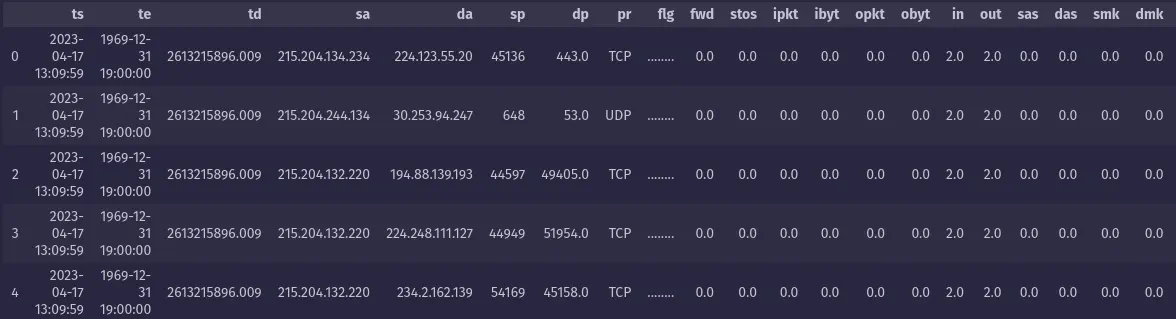 ts te td sa da sp dp pr flg fwd stos ipkt ibyt opkt obyt in out sas das smk dmk
2023- 1969-12-
0 04-17 31 2613215896.009 215.204.134.234 224.123.55.20 45136 443.0 TCP ........ 0.0 0.0 0.0 0.0 0.0 0.0 2.0 2.0 0.0 0.0 0.0 0.0
13:09:59 19:00:00
2023- 1969-12-
1 04-17 31 2613215896.009 215.204.244.134 30.253.94.247 648 53.0 UDP ........ 0.0 0.0 0.0 0.0 0.0 0.0 2.0 2.0 0.0 0.0 0.0 0.0
13:09:59 19:00:00
2023- 1969-12-
2 04-17 31 2613215896.009 215.204.132.220 194.88.139.193 44597 49405.0 TCP ........ 0.0 0.0 0.0 0.0 0.0 0.0 2.0 2.0 0.0 0.0 0.0 0.0
13:09:59 19:00:00
2023- 1969-12-
3 04-17 31 2613215896.009 215.204.132.220 224.248.111.127 44949 51954.0 TCP ........ 0.0 0.0 0.0 0.0 0.0 0.0 2.0 2.0 0.0 0.0 0.0 0.0
13:09:59 19:00:00
2023- 1969-12-
4 04-17 31 2613215896.009 215.204.132.220 234.2.162.139 54169 45158.0 TCP ........ 0.0 0.0 0.0 0.0 0.0 0.0 2.0 2.0 0.0 0.0 0.0 0.0
13:09:59 19:00:00